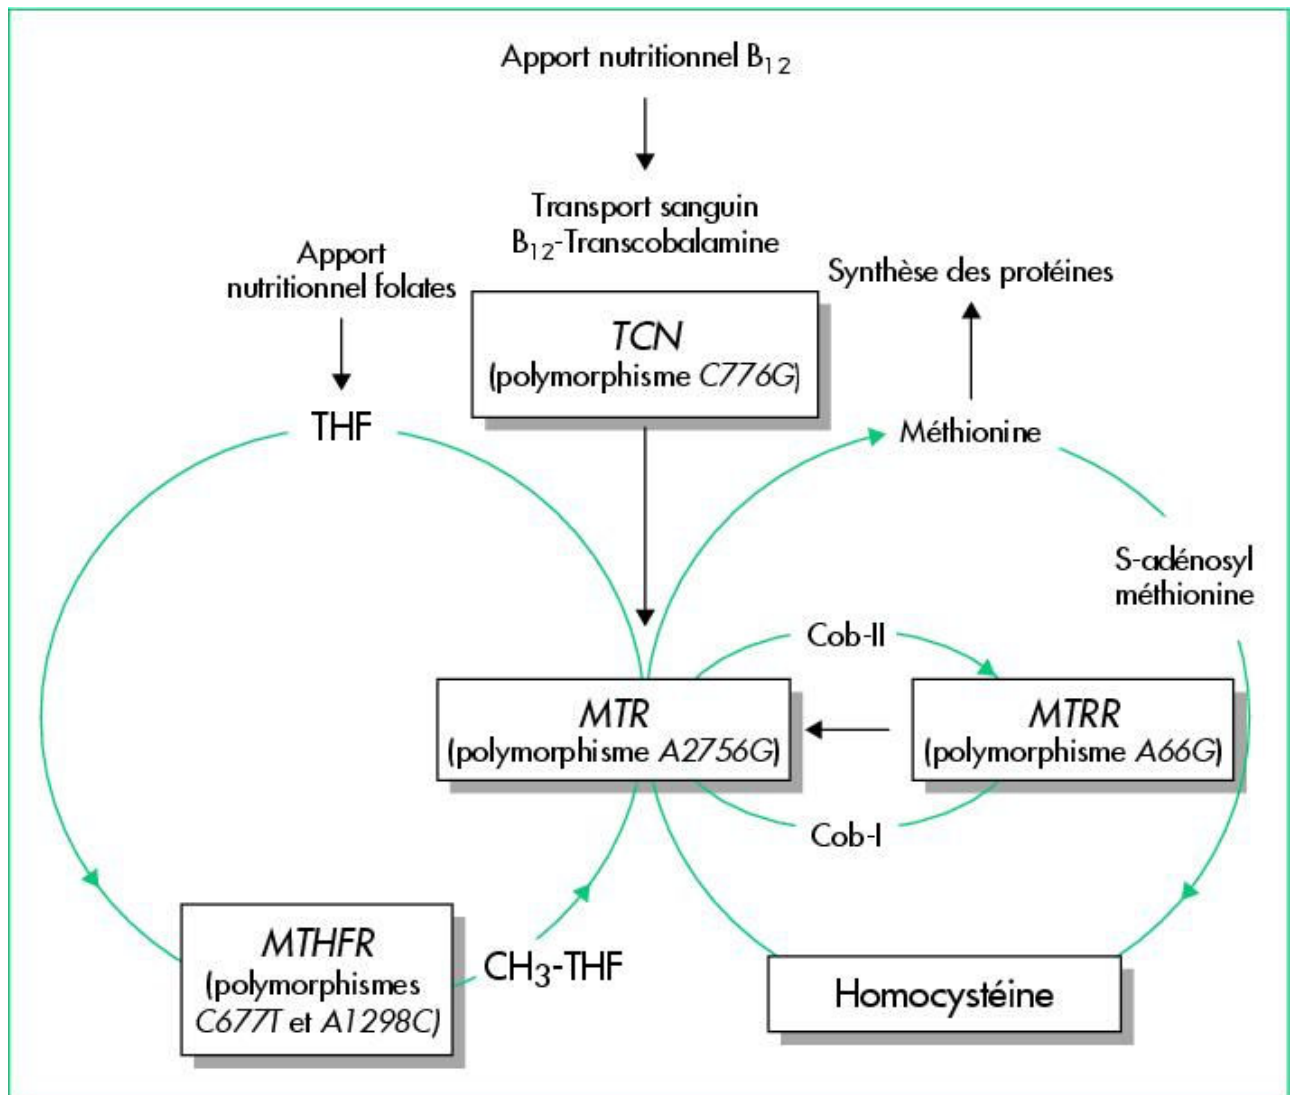 Apport nutritionnel B12
Transport sanguin
B12-Transcobalamine
Apport
nutritionnel folates
Synthèse des protéines
TCN
(polymorphisme C776G)
THF
Méthionine
S-adénosyl
méthionine
Cob-II
MTR
(polymorphisme A2756G)
MTRR
(polymorphisme A66G)
Cob-I
MTHFR
(polymorphismes
C677T et A1298C)
CH3-THF
Homocystéine